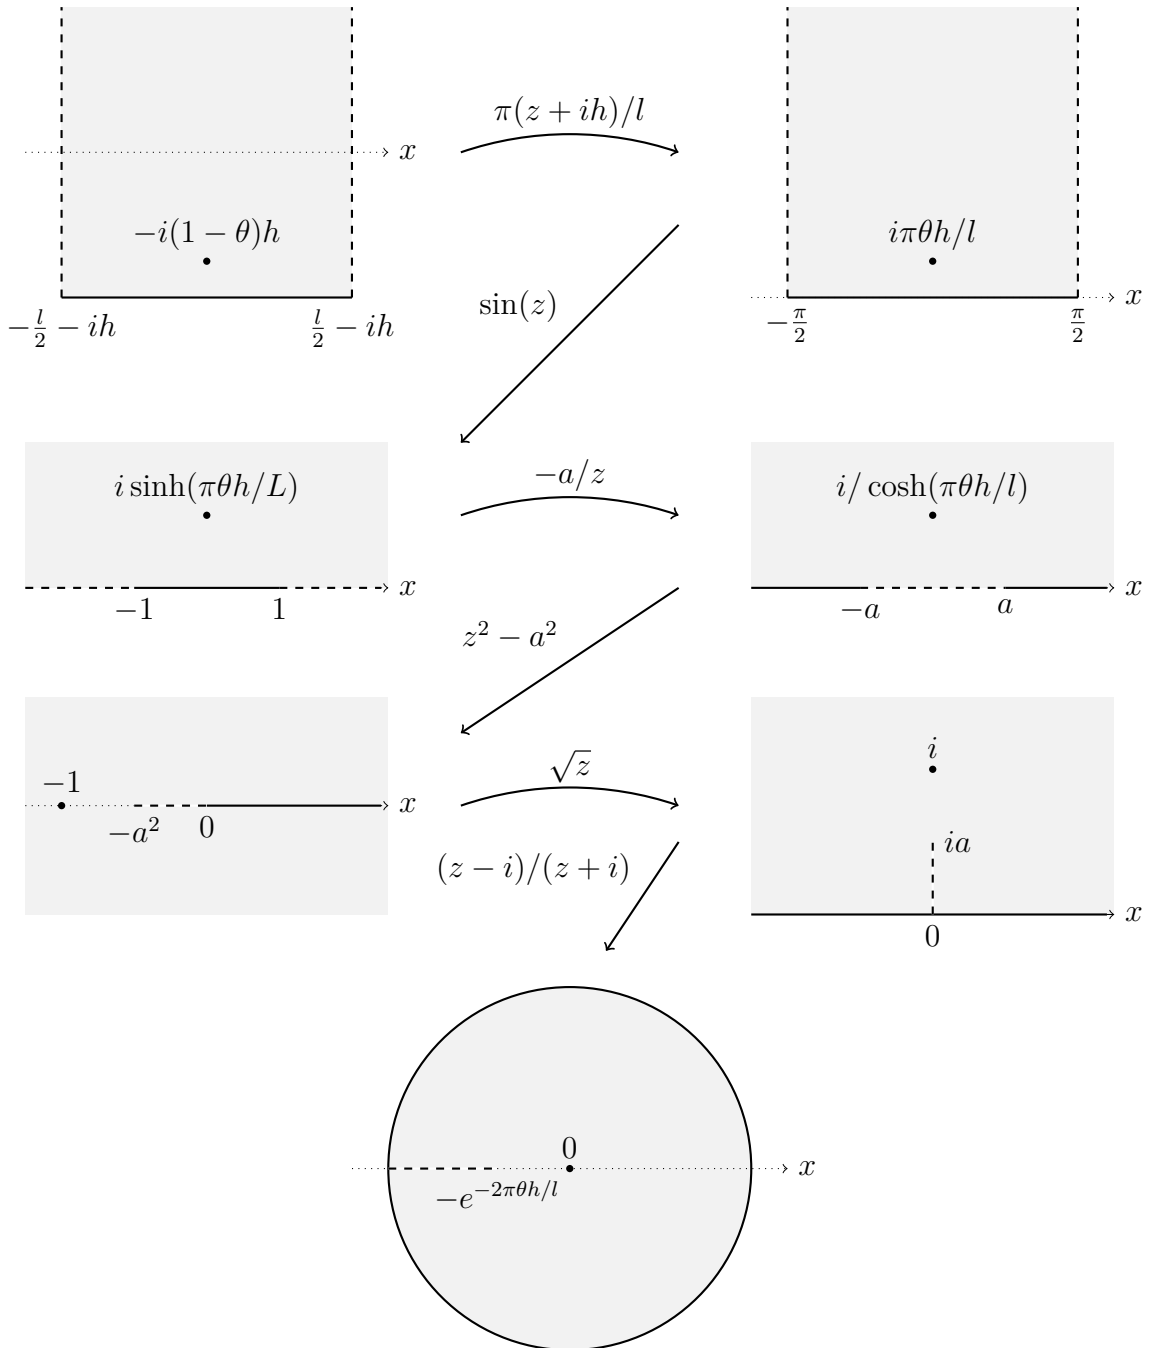 π(z + ih)/l
x
−i(1 − θ)h
iπθh/l
−l/2 − ih
l/2 − ih
sin(z)
x
−π/2
π/2
i sinh(πθh/L)
−a/z
i/ cosh(πθh/l)
x
−1
1
x
−a
a
z² − a²
−1
x
−a²
0
√z
i
(z − i)/(z + i)
ia
x
0
0
x
−e^{−2πθh/l}